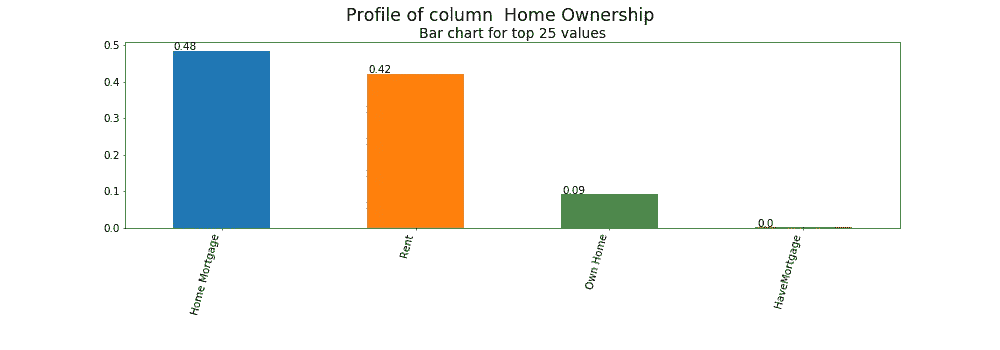 Profile of column  Home Ownership
Bar chart for top 25 values
0.5
0.4
0.3
0.2
0.1
0.0
0.48
0.42
0.09
0.0
Home Mortgage
Rent
Own Home
HaveMortgage